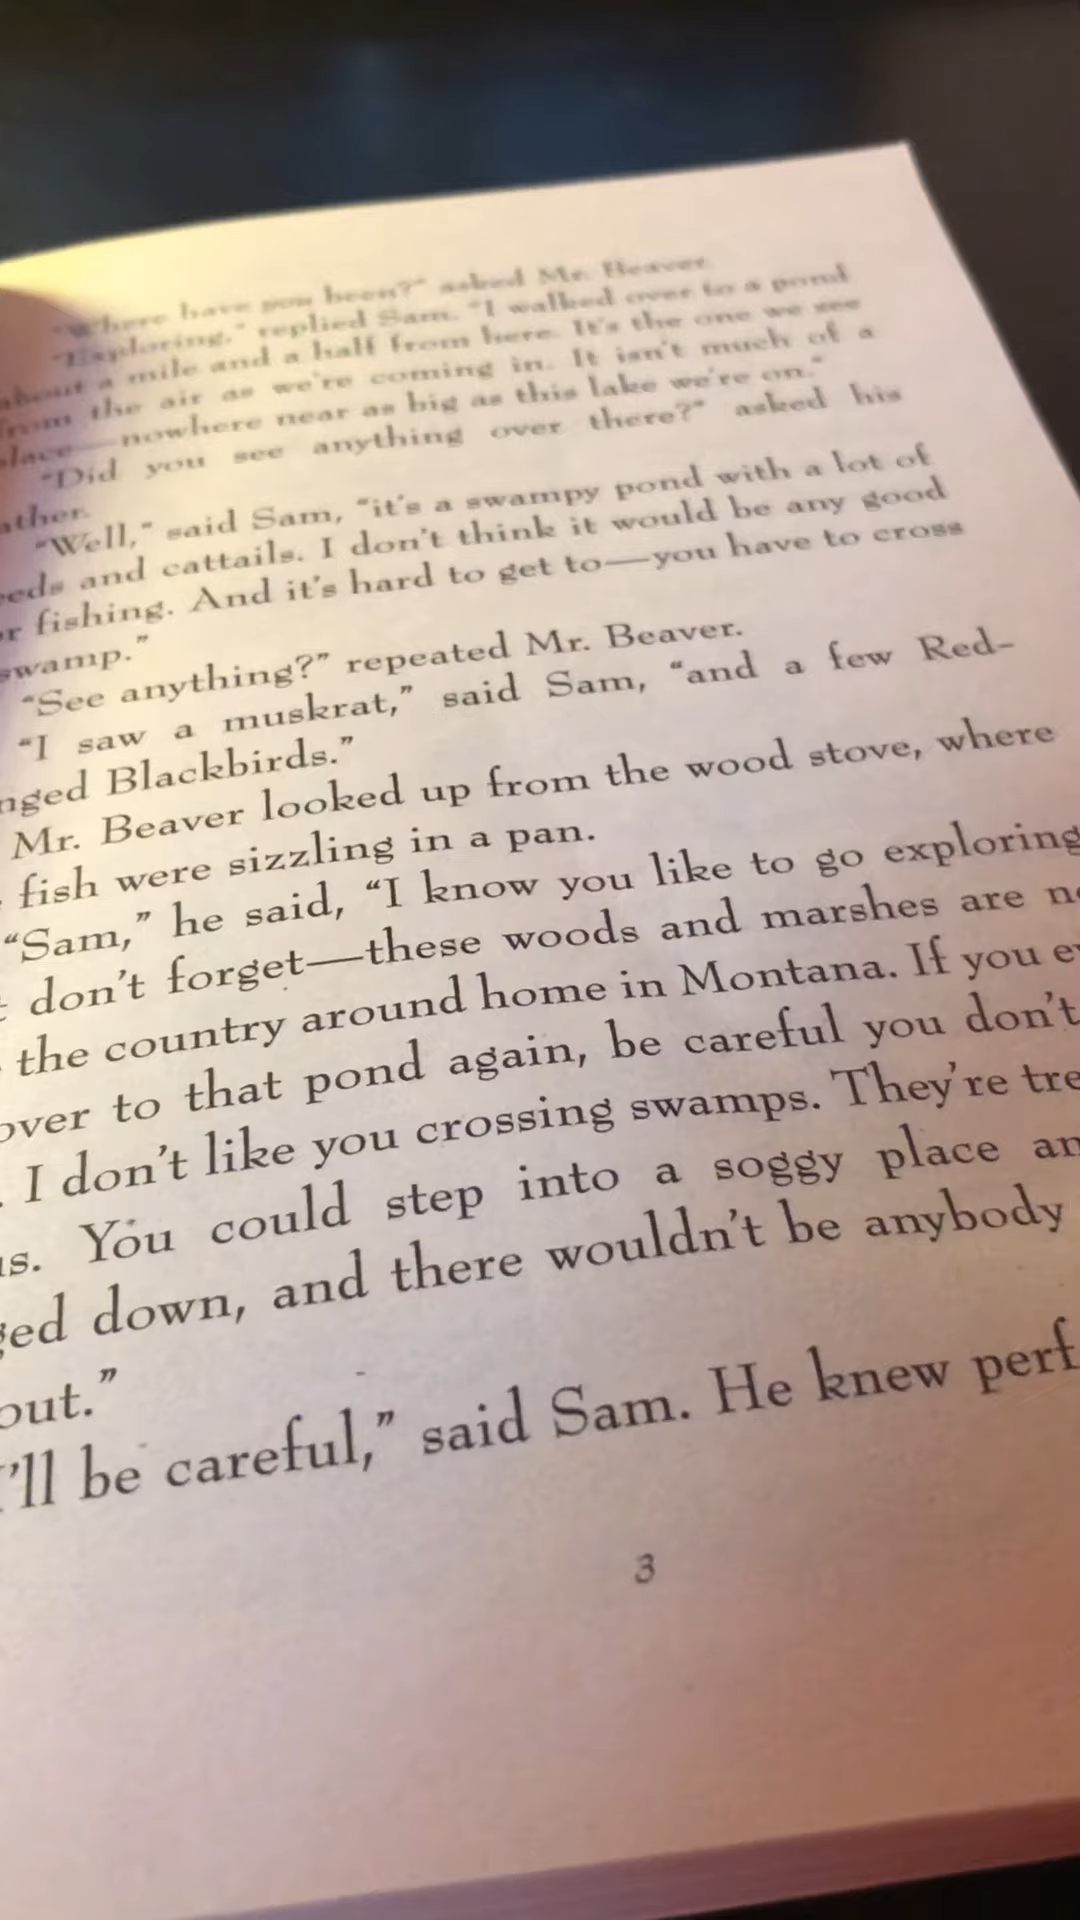 "Where have you been?" asked Mr. Beaver.
"Exploring," replied Sam. "I walked over to a pond
about a mile and a half from here. It's the one we see
from the air as we're coming in. It isn't much of a
place—nowhere near as big as this lake we're on."
"Did you see anything over there?" asked his
ather.
"Well," said Sam, "it's a swampy pond with a lot of
eeds and cattails. I don't think it would be any good
or fishing. And it's hard to get to—you have to cross
swamp."
"See anything?" repeated Mr. Beaver.
"I saw a muskrat," said Sam, "and a few Red-
nged Blackbirds."
Mr. Beaver looked up from the wood stove, where
fish were sizzling in a pan.
"Sam," he said, "I know you like to go exploring
don't forget—these woods and marshes are no
the country around home in Montana. If you ev
over to that pond again, be careful you don't
I don't like you crossing swamps. They're tre
us. You could step into a soggy place an
ged down, and there wouldn't be anybody
out."
I'll be careful," said Sam. He knew perf
3